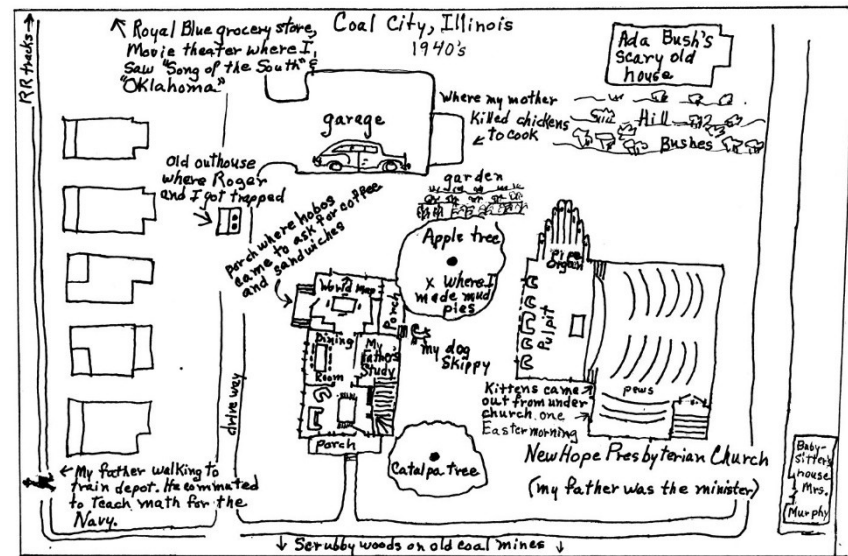 Coal City, Illinois
1940's
RR tracks
↖ Royal Blue grocery store,
Movie theater where I
Saw "Song of the South" &
"Oklahoma"
Ada Bush's
scary old
house
garage
where my mother
killed chickens
to cook
Hill
Bushes
old outhouse
where Roger
and I got trapped
garden
porch where hobos
came to ask for coffee
and sandwiches
Apple tree
x where I
made mud
pies
Pipe
Organ
Pulpit
pews
World Map
Porch
Dining
Room
My
Father's
Study
my dog
Skippy
Porch
drive way
Kittens came
out from under
church one
Easter morning
Catalpa tree
New Hope Presbyterian Church
(my father was the minister)
Baby-
Sitter's
house
Mrs.
Murphy
← My father walking to
train depot. He commuted
to Teach math for the
Navy.
↓ Scrubby woods on old coal mines ↓